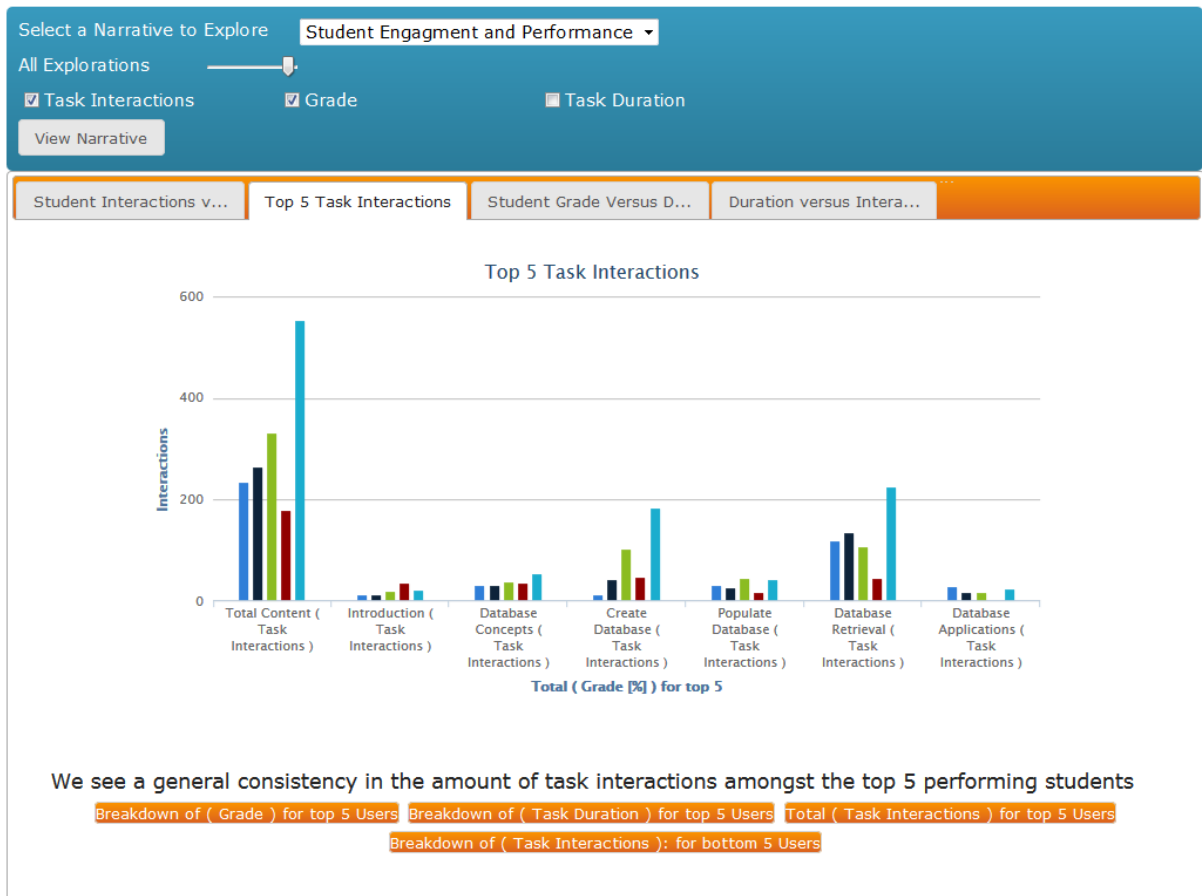 Select a Narrative to Explore Student Engagment and Performance
All Explorations
Task Interactions Grade Task Duration
View Narrative
Student Interactions v... Top 5 Task Interactions Student Grade Versus D... Duration versus Intera... ...
Top 5 Task Interactions
600
400
200
0
Interactions
Total Content (
Task
Interactions )
Introduction (
Task
Interactions )
Database
Concepts (
Task
Interactions )
Create
Database (
Task
Interactions )
Populate
Database (
Task
Interactions )
Database
Retrieval (
Task
Interactions )
Database
Applications (
Task
Interactions )
Total ( Grade [%] ) for top 5
We see a general consistency in the amount of task interactions amongst the top 5 performing students
Breakdown of ( Grade ) for top 5 Users Breakdown of ( Task Duration ) for top 5 Users Total ( Task Interactions ) for top 5 Users
Breakdown of ( Task Interactions ): for bottom 5 Users